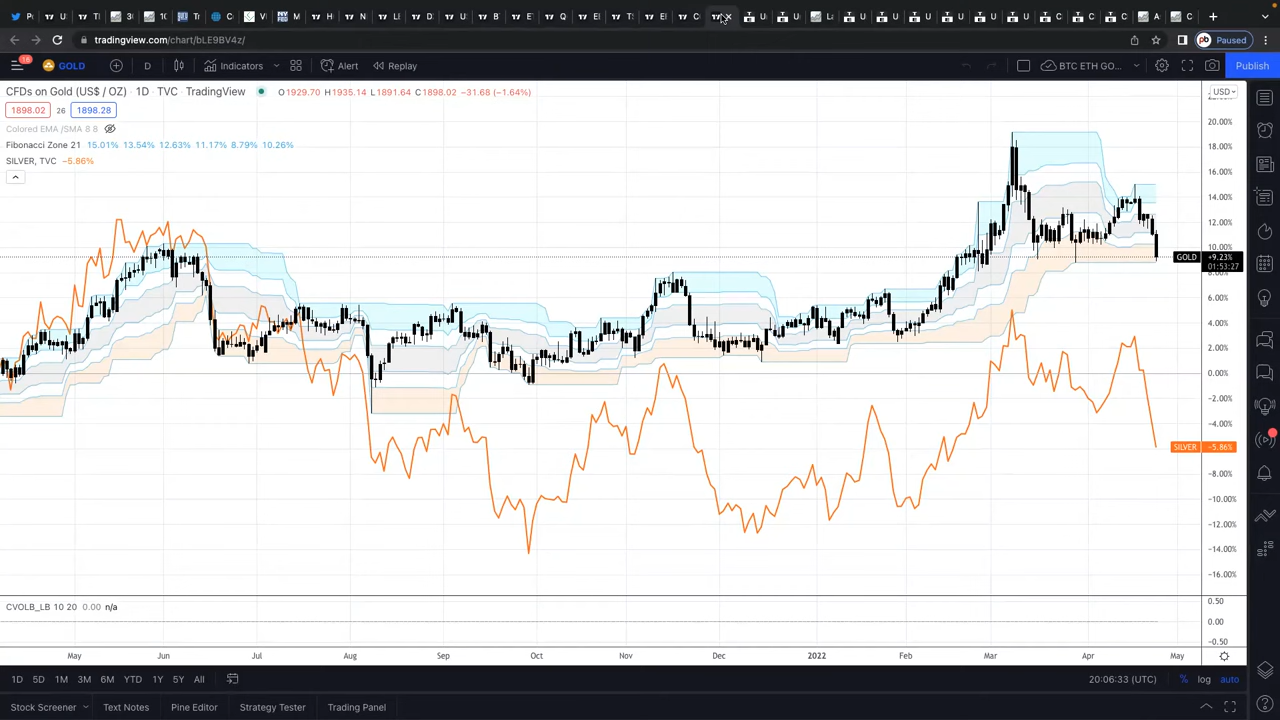 tradingview.com/chart/bLE9BV4z/
Paused
18
GOLD
D
Indicators
Alert
Replay
BTC ETH GO...
Publish
CFDs on Gold (US$ / OZ) · 1D · TVC · TradingView
O1929.70 H1935.14 L1891.64 C1898.02 −31.68 (−1.64%)
USD
1898.02 26 1898.28
Colored EMA /SMA 8 8
Fibonacci Zone 21 15.01% 13.54% 12.63% 11.17% 8.79% 10.26%
SILVER, TVC −5.86%
20.00%
18.00%
16.00%
14.00%
12.00%
10.00%
GOLD +9.23%
01:53:27
8.00%
6.00%
4.00%
2.00%
0.00%
−2.00%
−4.00%
SILVER −5.86%
−8.00%
−10.00%
−12.00%
−14.00%
−16.00%
CVOLB_LB 10 20 0.00 n/a
0.50
0.00
−0.50
May Jun Jul Aug Sep Oct Nov Dec 2022 Feb Mar Apr May
1D 5D 1M 3M 6M YTD 1Y 5Y All
20:06:33 (UTC) % log auto
Stock Screener Text Notes Pine Editor Strategy Tester Trading Panel